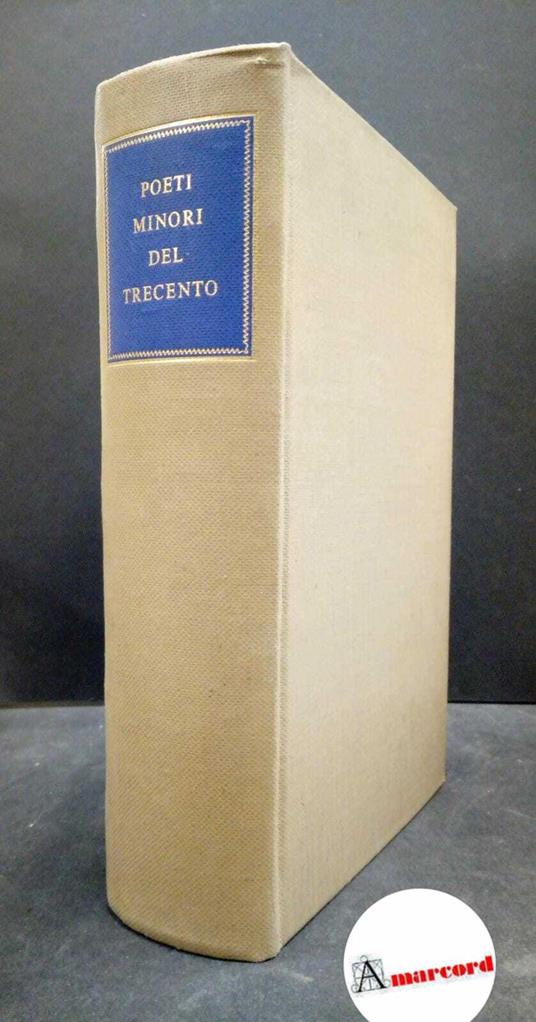 POETI
MINORI
DEL
TRECENTO
Amarcord